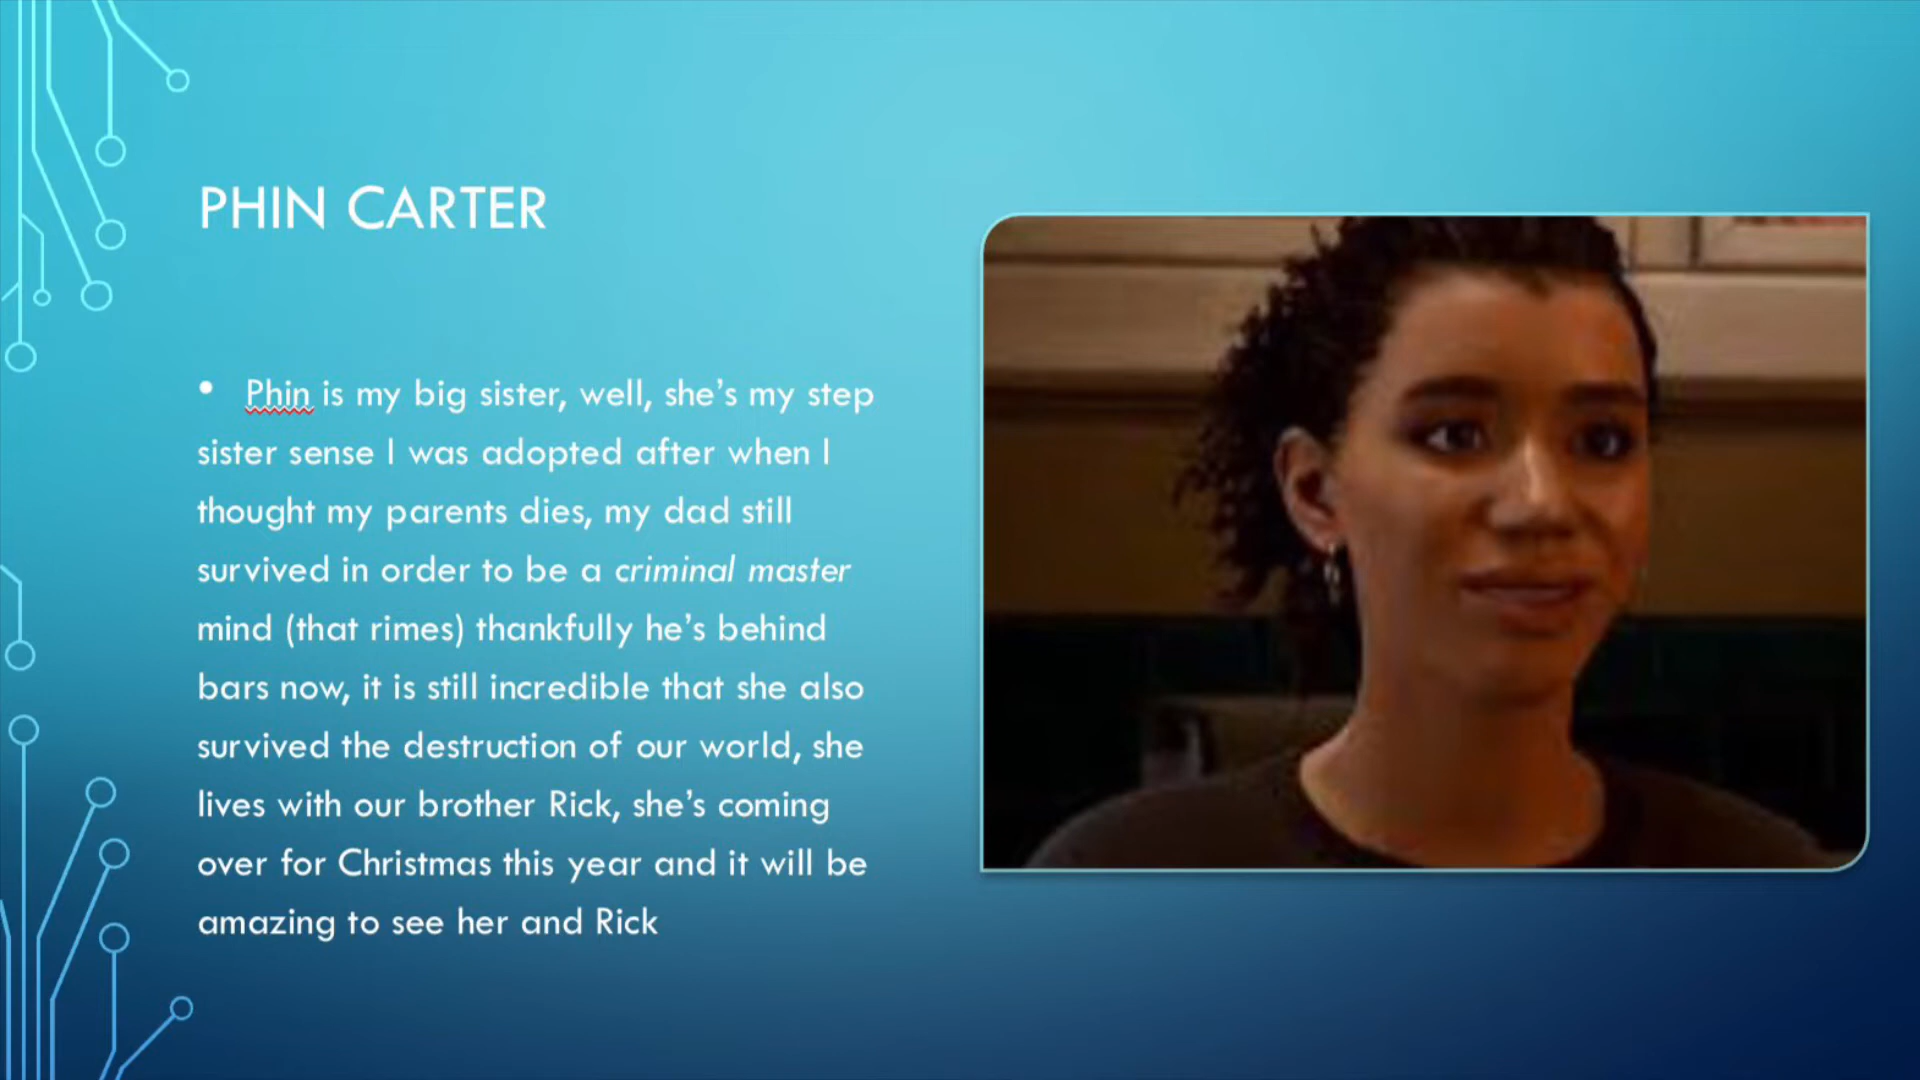 PHIN CARTER
• Phin is my big sister, well, she's my step
sister sense I was adopted after when I
thought my parents dies, my dad still
survived in order to be a criminal master
mind (that rimes) thankfully he's behind
bars now, it is still incredible that she also
survived the destruction of our world, she
lives with our brother Rick, she's coming
over for Christmas this year and it will be
amazing to see her and Rick